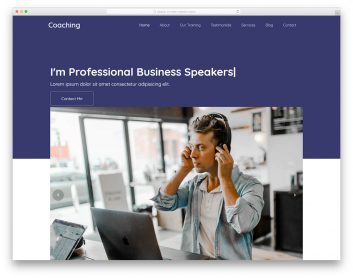 Coaching
Home About Our Training Testimonials Services Blog Contact
I'm Professional Business Speakers|
Lorem ipsum dolor sit amet consectetur adipisicing elit.
Contact Me